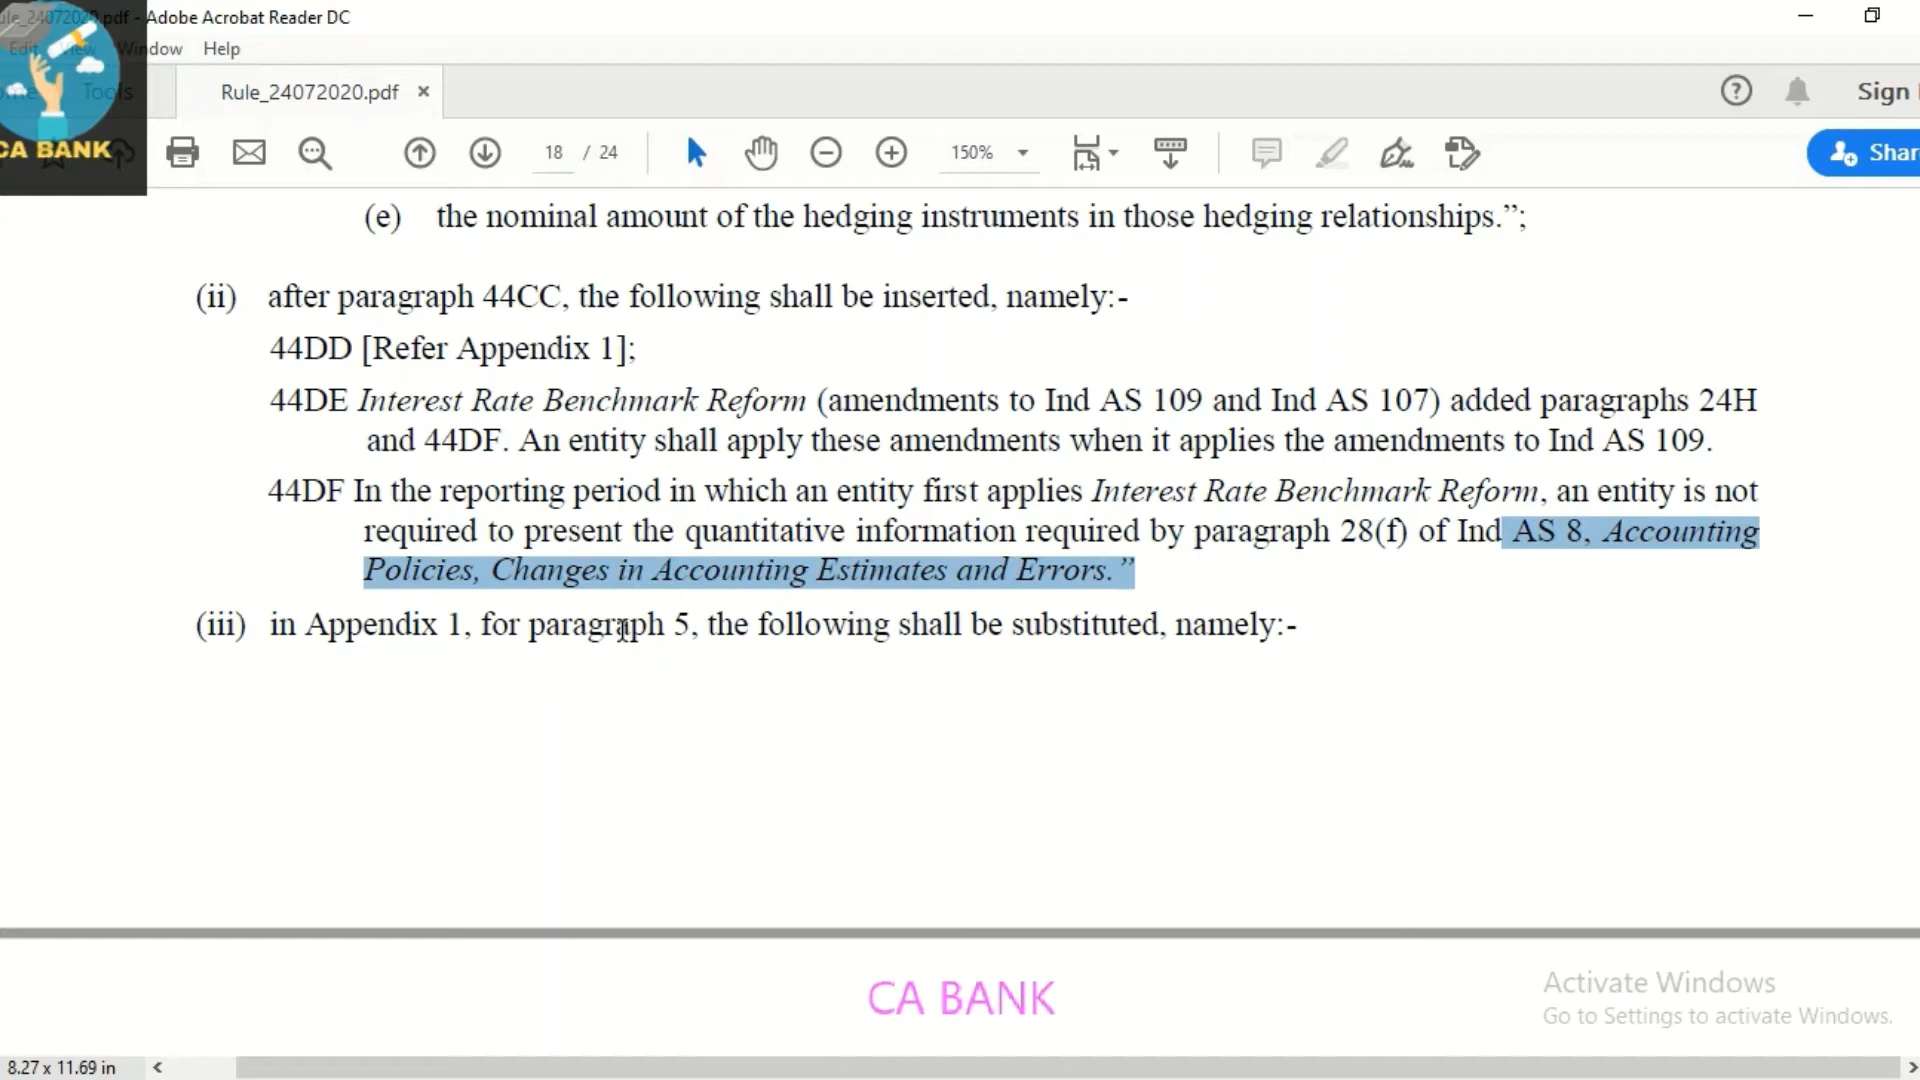 ule_24072020.pdf - Adobe Acrobat Reader DC
Edit View Window Help
Tools Rule_24072020.pdf × Sign
CA BANK 18 / 24 150% Shar
(e) the nominal amount of the hedging instruments in those hedging relationships.”;
(ii) after paragraph 44CC, the following shall be inserted, namely:-
44DD [Refer Appendix 1];
44DE Interest Rate Benchmark Reform (amendments to Ind AS 109 and Ind AS 107) added paragraphs 24H
and 44DF. An entity shall apply these amendments when it applies the amendments to Ind AS 109.
44DF In the reporting period in which an entity first applies Interest Rate Benchmark Reform, an entity is not
required to present the quantitative information required by paragraph 28(f) of Ind AS 8, Accounting
Policies, Changes in Accounting Estimates and Errors.”
(iii) in Appendix 1, for paragraph 5, the following shall be substituted, namely:-
CA BANK
Activate Windows
Go to Settings to activate Windows.
8.27 x 11.69 in